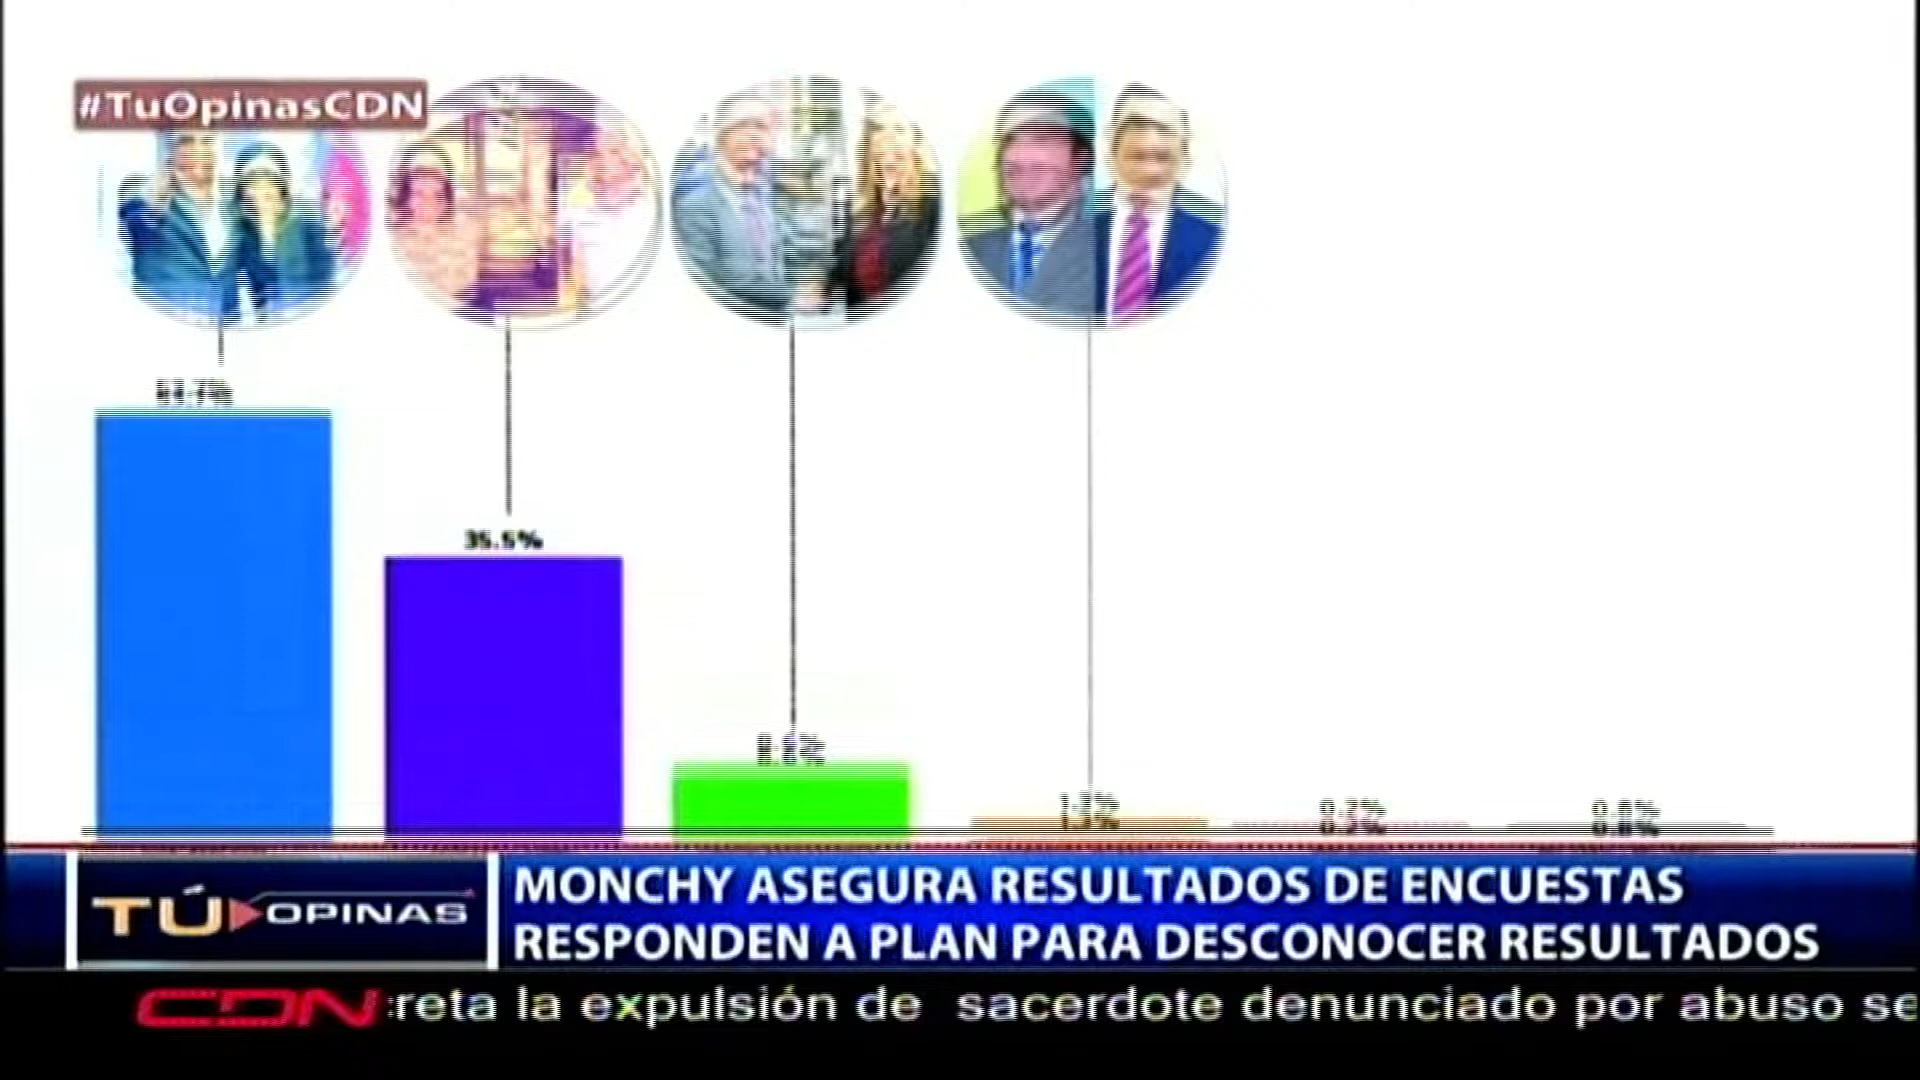 #TuOpinasCDN
35.5%
TÚ OPINAS
MONCHY ASEGURA RESULTADOS DE ENCUESTAS
RESPONDEN A PLAN PARA DESCONOCER RESULTADOS
CDN
reta la expulsión de sacerdote denunciado por abuso se